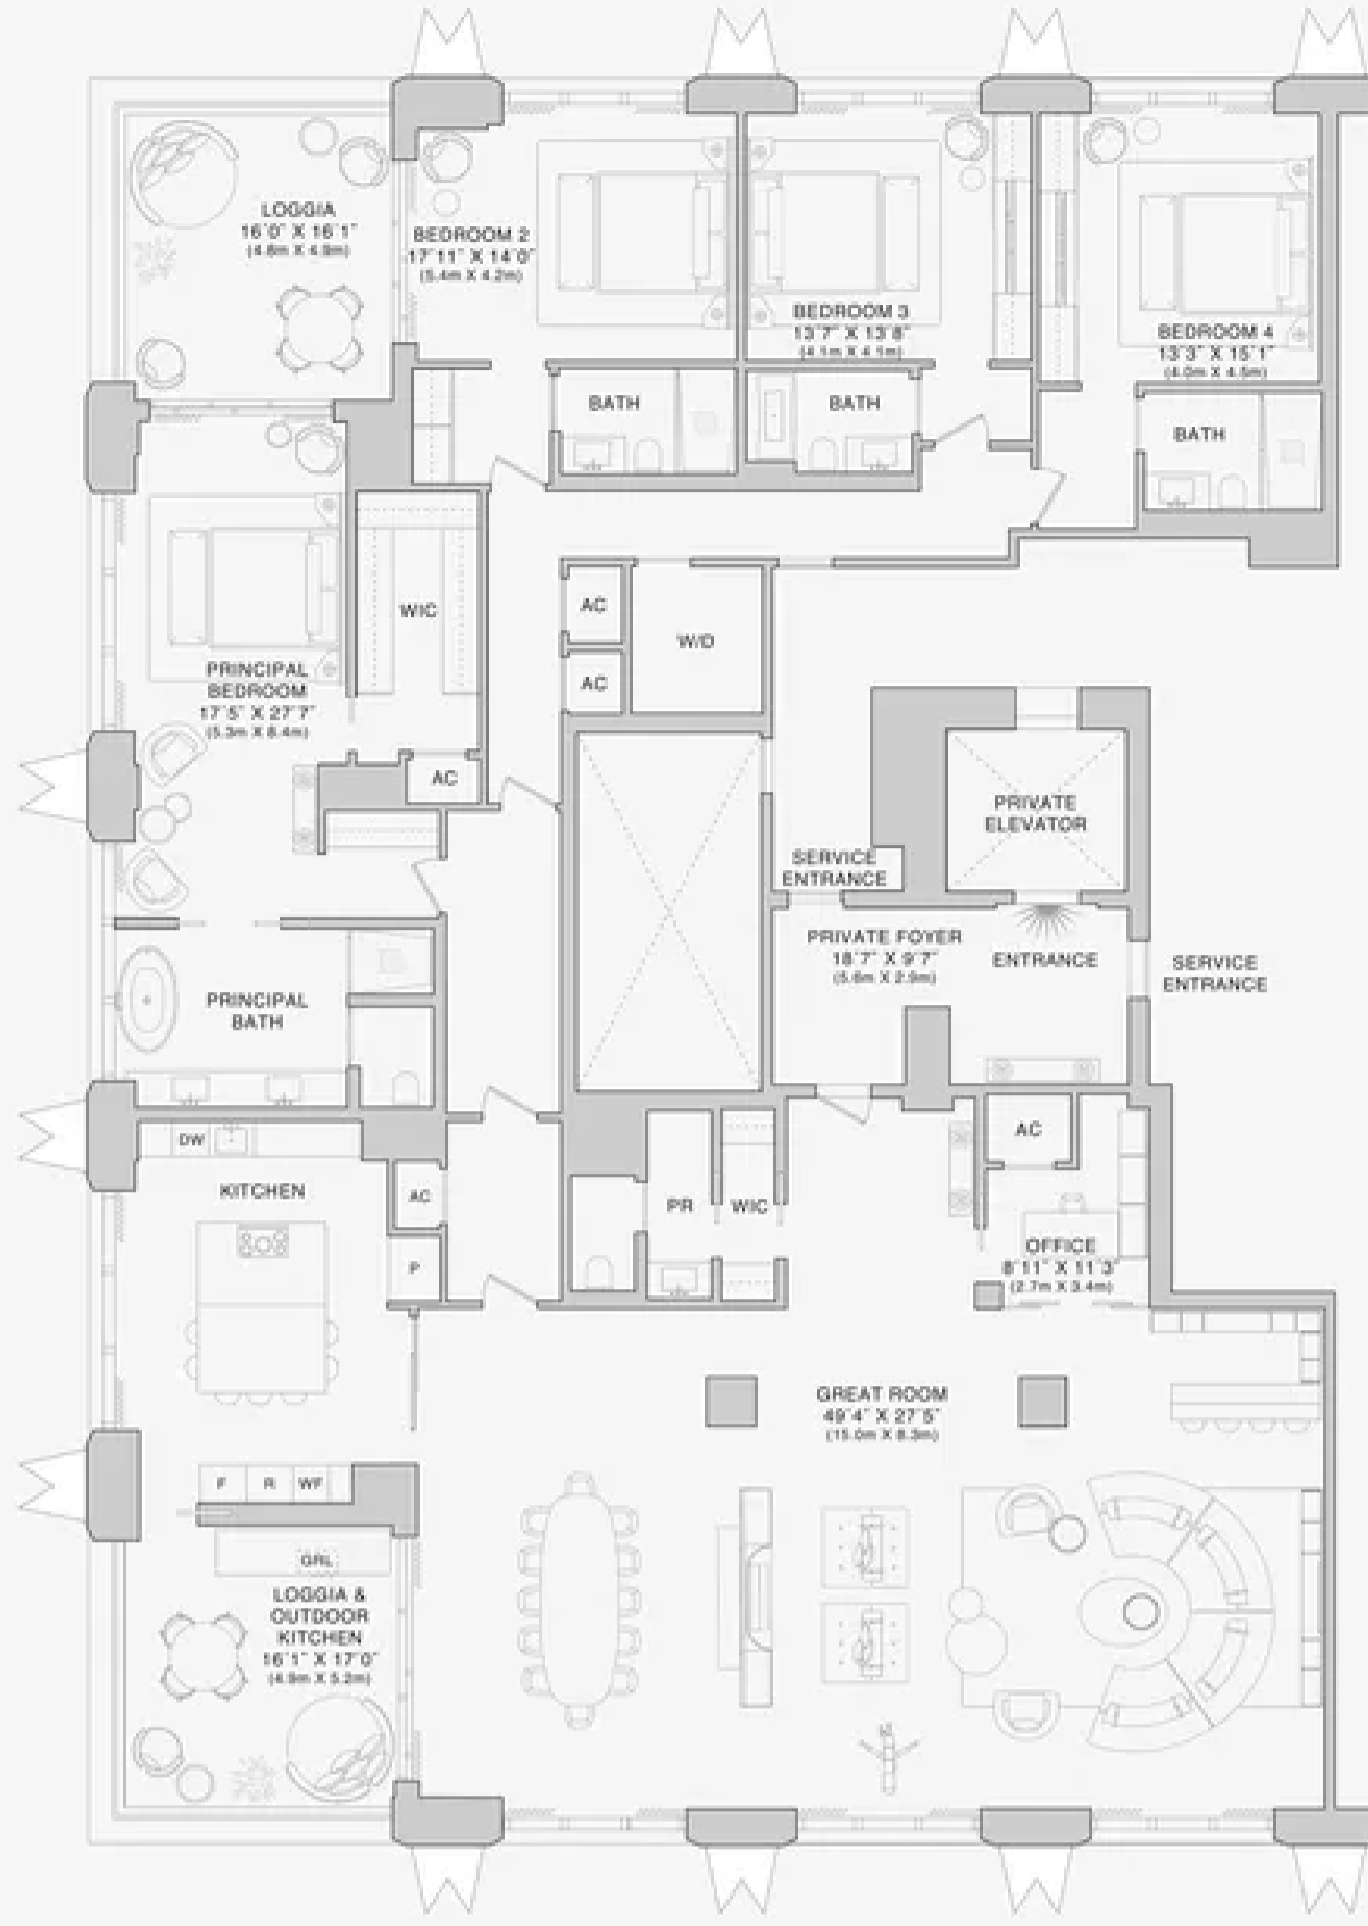 LOGGIA
16'0" X 16'1"
(4.8m X 4.9m)
BEDROOM 2
17'11" X 14'0"
(5.4m X 4.2m)
BEDROOM 3
13'7" X 13'8"
(4.1m X 4.1m)
BEDROOM 4
13'3" X 15'1"
(4.0m X 4.5m)
BATH
BATH
BATH
WIC
AC
W/D
AC
PRINCIPAL
BEDROOM
17'5" X 27'7"
(5.3m X 8.4m)
AC
PRIVATE
ELEVATOR
SERVICE
ENTRANCE
PRIVATE FOYER
18'7" X 9'7"
(5.6m X 2.9m)
ENTRANCE
SERVICE
ENTRANCE
PRINCIPAL
BATH
DW
KITCHEN
AC
P
PR
WIC
AC
OFFICE
8'11" X 11'3"
(2.7m X 3.4m)
GREAT ROOM
49'4" X 27'5"
(15.0m X 8.3m)
F
R
WF
GRL
LOGGIA &
OUTDOOR
KITCHEN
16'1" X 17'0"
(4.9m X 5.2m)